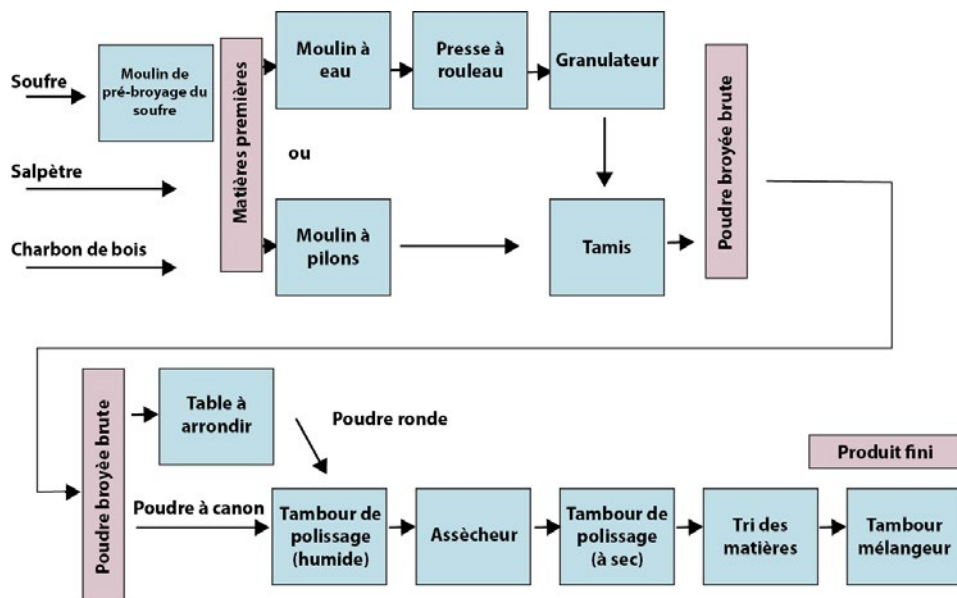 Soufre
Moulin de
pré-broyage du
soufre
Salpètre
Charbon de bois
Matières premières
Moulin à
eau
Presse à
rouleau
Granulateur
ou
Moulin à
pilons
Tamis
Poudre broyée brute
Poudre broyèe brute
Table à
arrondir
Poudre ronde
Poudre à canon
Tambour de
polissage
(humide)
Assècheur
Tambour de
polissage
(à sec)
Tri des
matières
Produit fini
Tambour
mélangeur